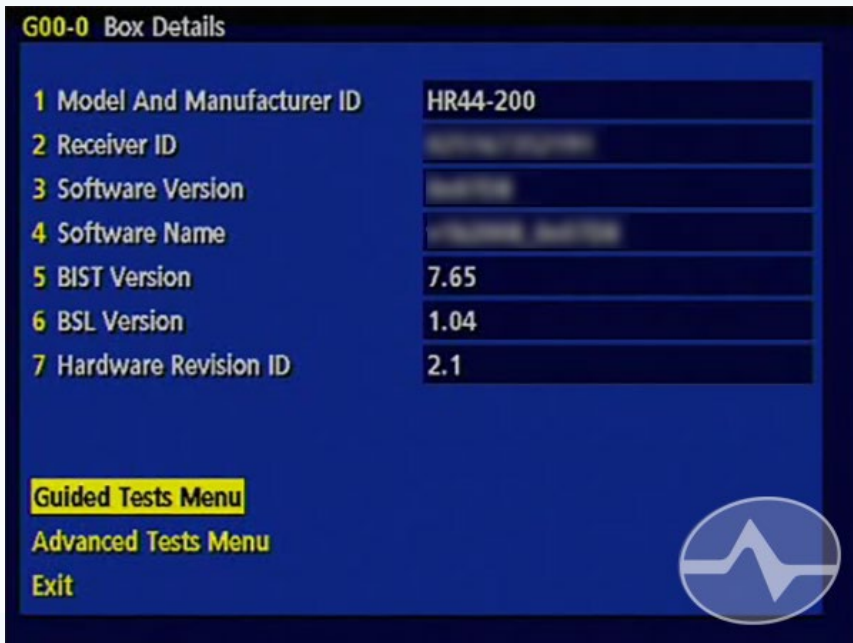 G00-0 Box Details
1 Model And Manufacturer ID HR44-200
2 Receiver ID
3 Software Version
4 Software Name
5 BIST Version 7.65
6 BSL Version 1.04
7 Hardware Revision ID 2.1
Guided Tests Menu
Advanced Tests Menu
Exit